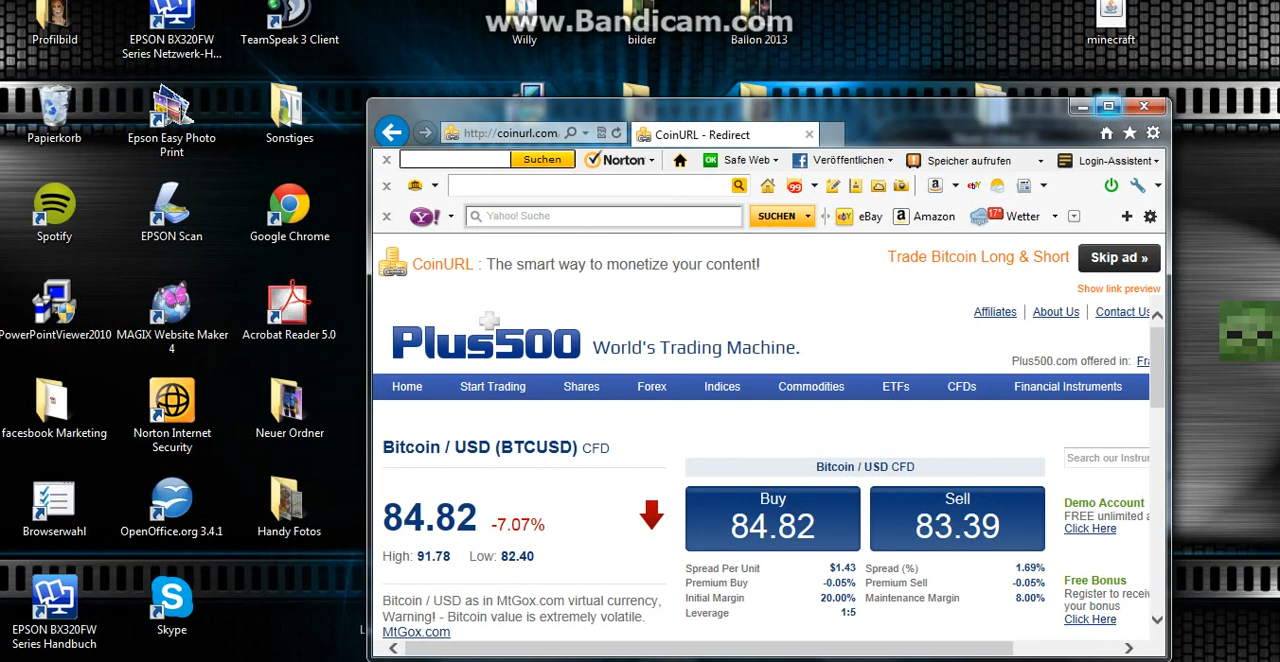 www.Bandicam.com
Profilbild
EPSON BX320FW
Series Netzwerk-H...
TeamSpeak 3 Client
Willy
bilder
Ballon 2013
minecraft
Papierkorb
Epson Easy Photo
Print
Sonstiges
Spotify
EPSON Scan
Google Chrome
PowerPointViewer2010
MAGIX Website Maker
4
Acrobat Reader 5.0
facesbook Marketing
Norton Internet
Security
Neuer Ordner
Browserwahl
OpenOffice.org 3.4.1
Handy Fotos
EPSON BX320FW
Series Handbuch
Skype
http://coinurl.com
CoinURL - Redirect
Suchen
Norton
OK
Safe Web
Veröffentlichen
Speicher aufrufen
Login-Assistent
99
Yahoo! Suche
SUCHEN
eBay
Amazon
17°
Wetter
CoinURL : The smart way to monetize your content!
Trade Bitcoin Long & Short
Skip ad »
Show link preview
Affiliates
About Us
Contact Us
Plus500
World's Trading Machine.
Plus500.com offered in:
Home
Start Trading
Shares
Forex
Indices
Commodities
ETFs
CFDs
Financial Instruments
Bitcoin / USD (BTCUSD) CFD
84.82 -7.07%
High: 91.78 Low: 82.40
Bitcoin / USD as in MtGox.com virtual currency,
Warning! - Bitcoin value is extremely volatile.
MtGox.com
Bitcoin / USD CFD
Buy
84.82
Sell
83.39
Spread Per Unit $1.43 Spread (%) 1.69%
Premium Buy -0.05% Premium Sell -0.05%
Initial Margin 20.00% Maintenance Margin 8.00%
Leverage 1:5
Search our Instru
Demo Account
FREE unlimited a
Click Here
Free Bonus
Register to recei
your bonus
Click Here